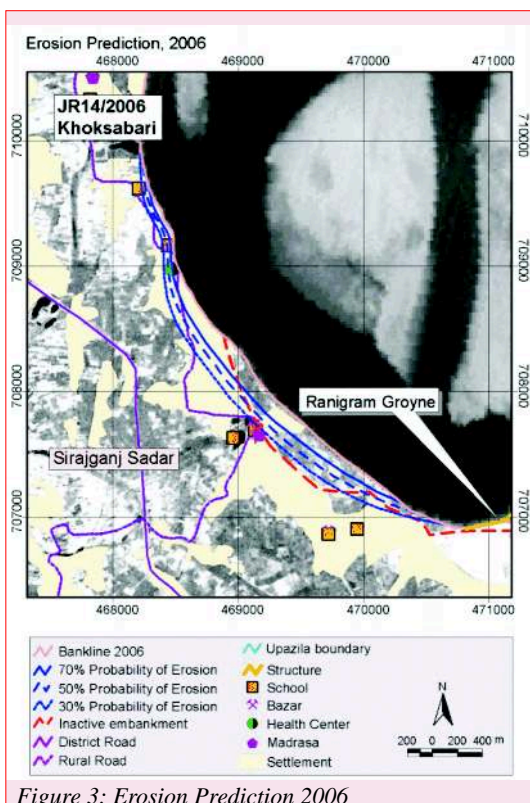 Erosion Prediction, 2006
468000 469000 470000 471000
JR14/2006
Khoksabari
710000 710000
709000 709000
708000 708000
Ranigram Groyne
Sirajganj Sadar
707000 707000
468000 469000 470000 471000
Bankline 2006
70% Probability of Erosion
50% Probability of Erosion
30% Probability of Erosion
Inactive embankment
District Road
Rural Road
Upazila boundary
Structure
School
Bazar
Health Center
Madrasa
Settlement
N
200 0 200 400 m
Figure 3: Erosion Prediction 2006